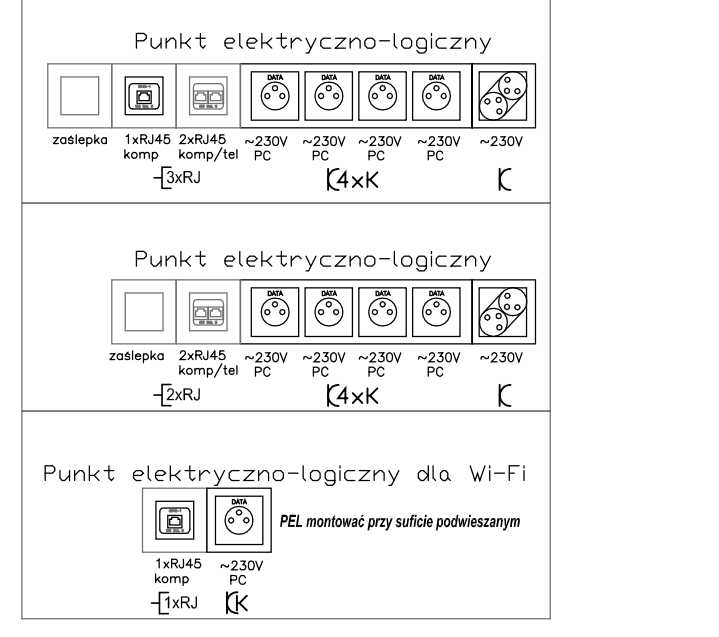 Punkt elektryczno-logiczny
DATA DATA DATA DATA
zaślepka 1xRJ45 komp 2xRJ45 komp/tel ~230V PC ~230V PC ~230V PC ~230V PC ~230V
3xRJ 4xK
Punkt elektryczno-logiczny
DATA DATA DATA DATA
zaślepka 2xRJ45 komp/tel ~230V PC ~230V PC ~230V PC ~230V PC ~230V
2xRJ 4xK
Punkt elektryczno-logiczny dla Wi-Fi
DATA
PEL montować przy suficie podwieszanym
1xRJ45 komp ~230V PC
1xRJ K